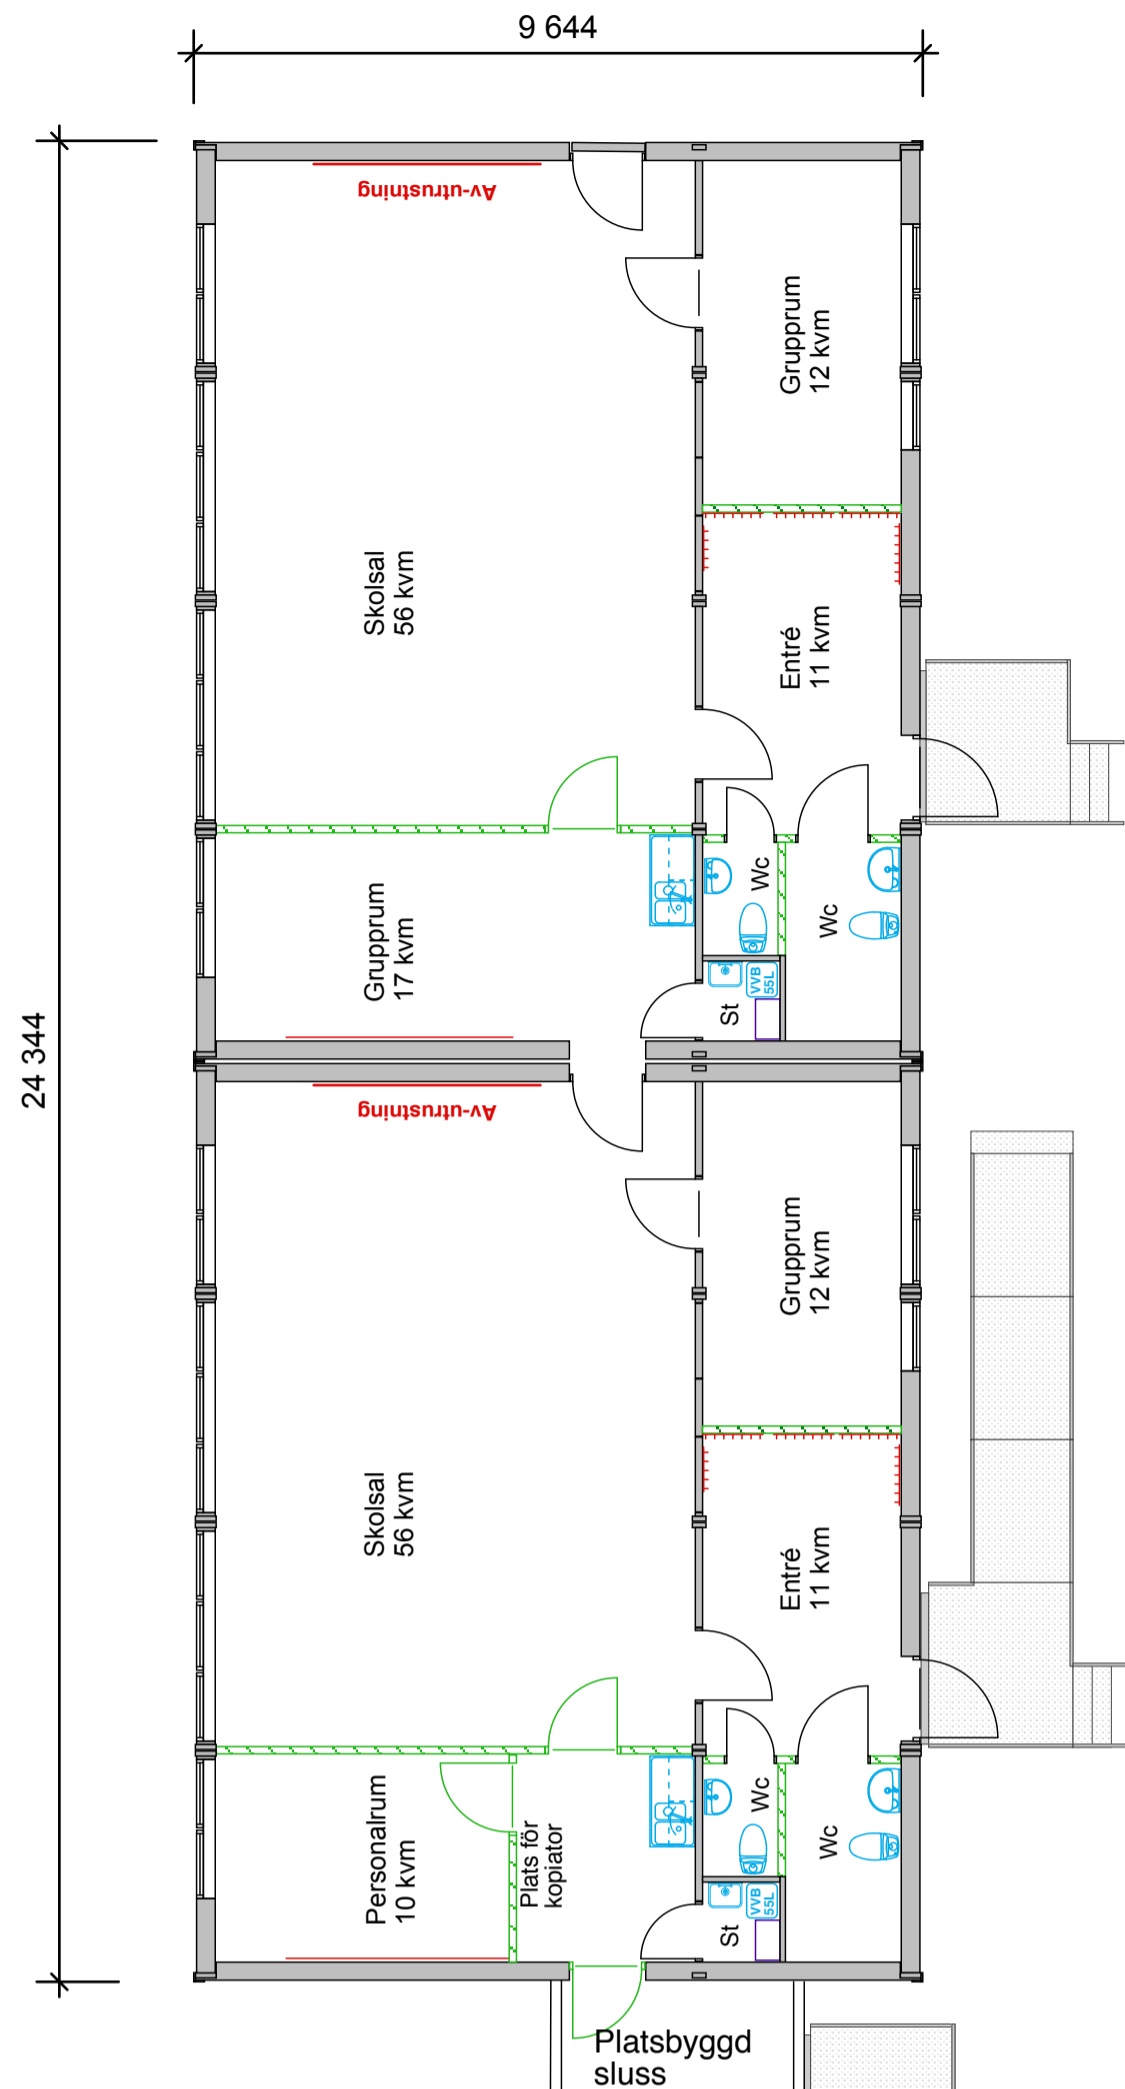 9 644
24 344
Av-utrustning
Grupprum
12 kvm
Skolsal
56 kvm
Entré
11 kvm
Grupprum
17 kvm
Wc
Wc
St
VVB
55L
Av-utrustning
Grupprum
12 kvm
Skolsal
56 kvm
Entré
11 kvm
Personalrum
10 kvm
Plats för
kopiator
Wc
Wc
St
VVB
55L
Platsbyggd
sluss